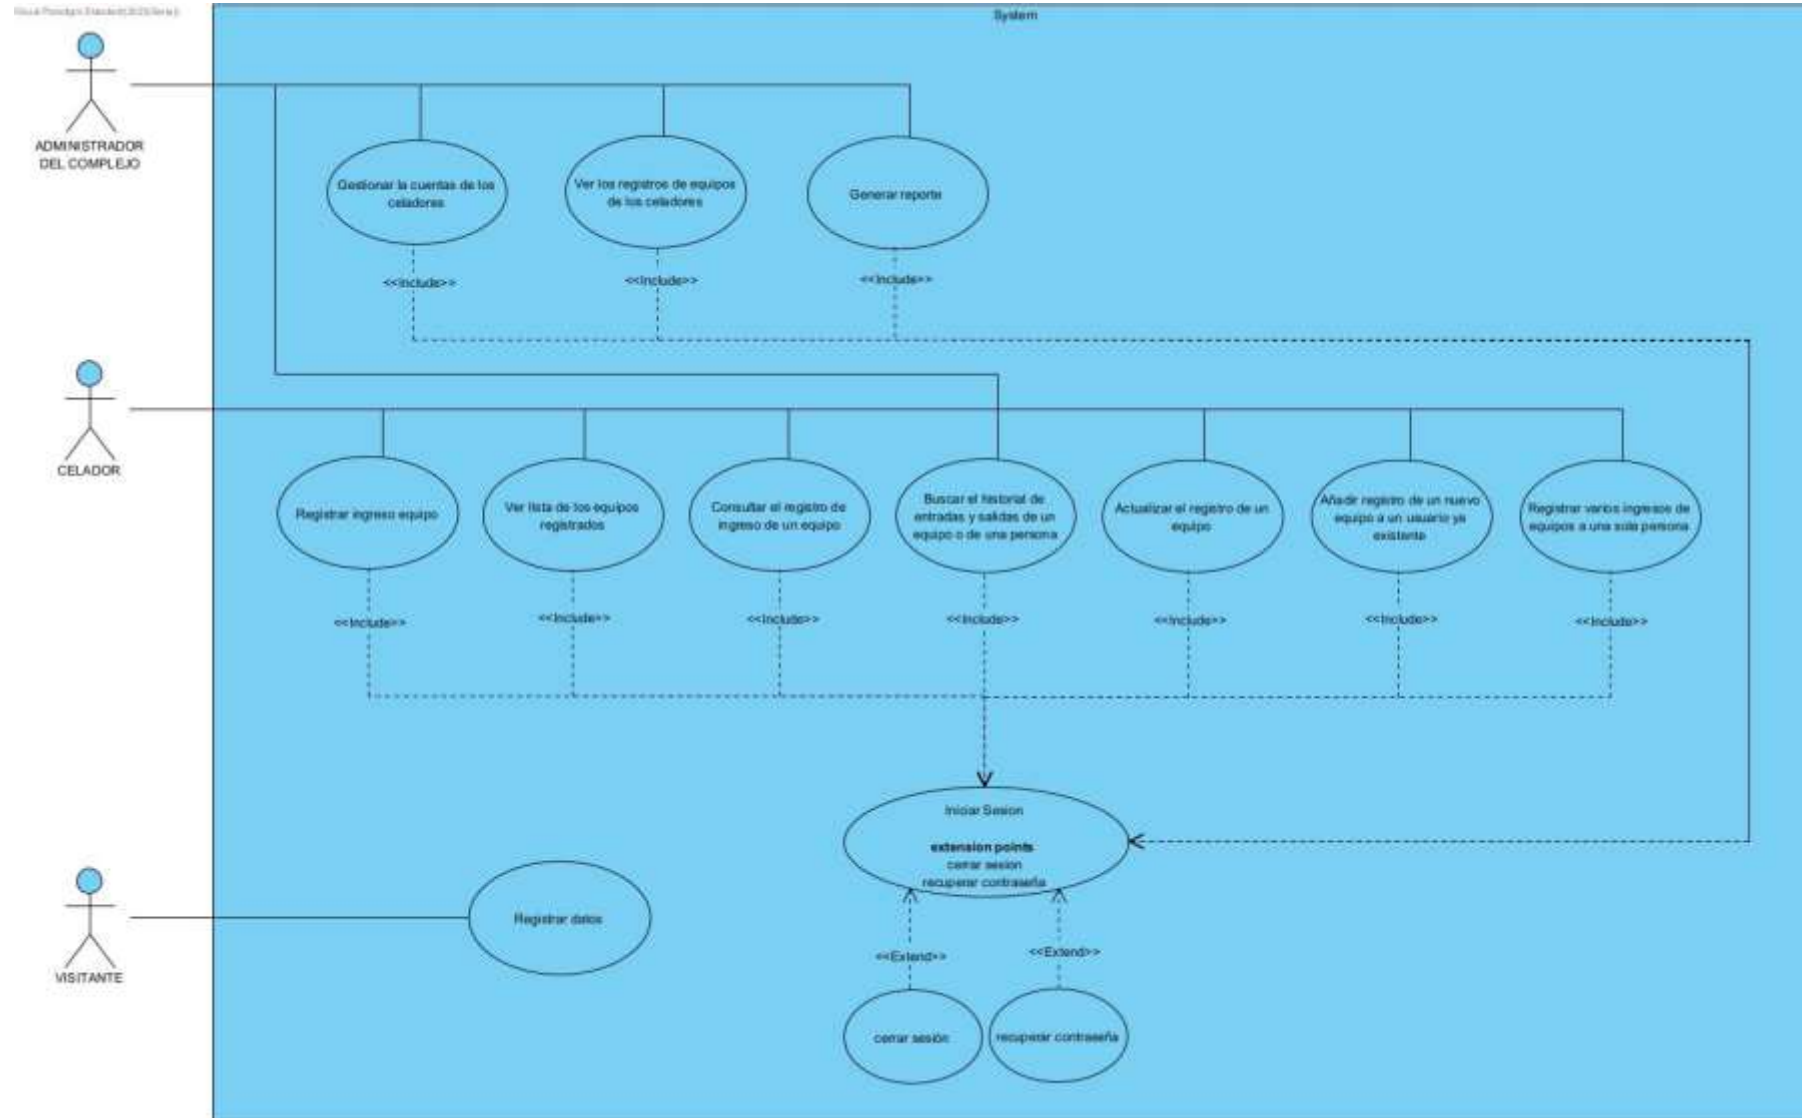 System
ADMINISTRADOR
DEL COMPLEJO
Gestionar la cuentas de los
celadores
Ver los registros de equipos
de los celadores
Generar reporte
<<Include>>
<<Include>>
<<Include>>
CELADOR
Registrar ingreso equipo
Ver lista de los equipos
registrados
Consultar el registro de
ingreso de un equipo
Buscar el historial de
entradas y salidas de un
equipo o de una persona
Actualizar el registro de un
equipo
Añadir registro de un nuevo
equipo a un usuario ya
existente
Registrar varios ingresos de
equipos a una sola persona
<<Include>>
<<Include>>
<<Include>>
<<Include>>
<<Include>>
<<Include>>
<<Include>>
Iniciar Sesion
extension points
cerrar sesion
recuperar contraseña
VISITANTE
Registrar datos
<<Extend>>
<<Extend>>
cerrar sesión
recuperar contraseña